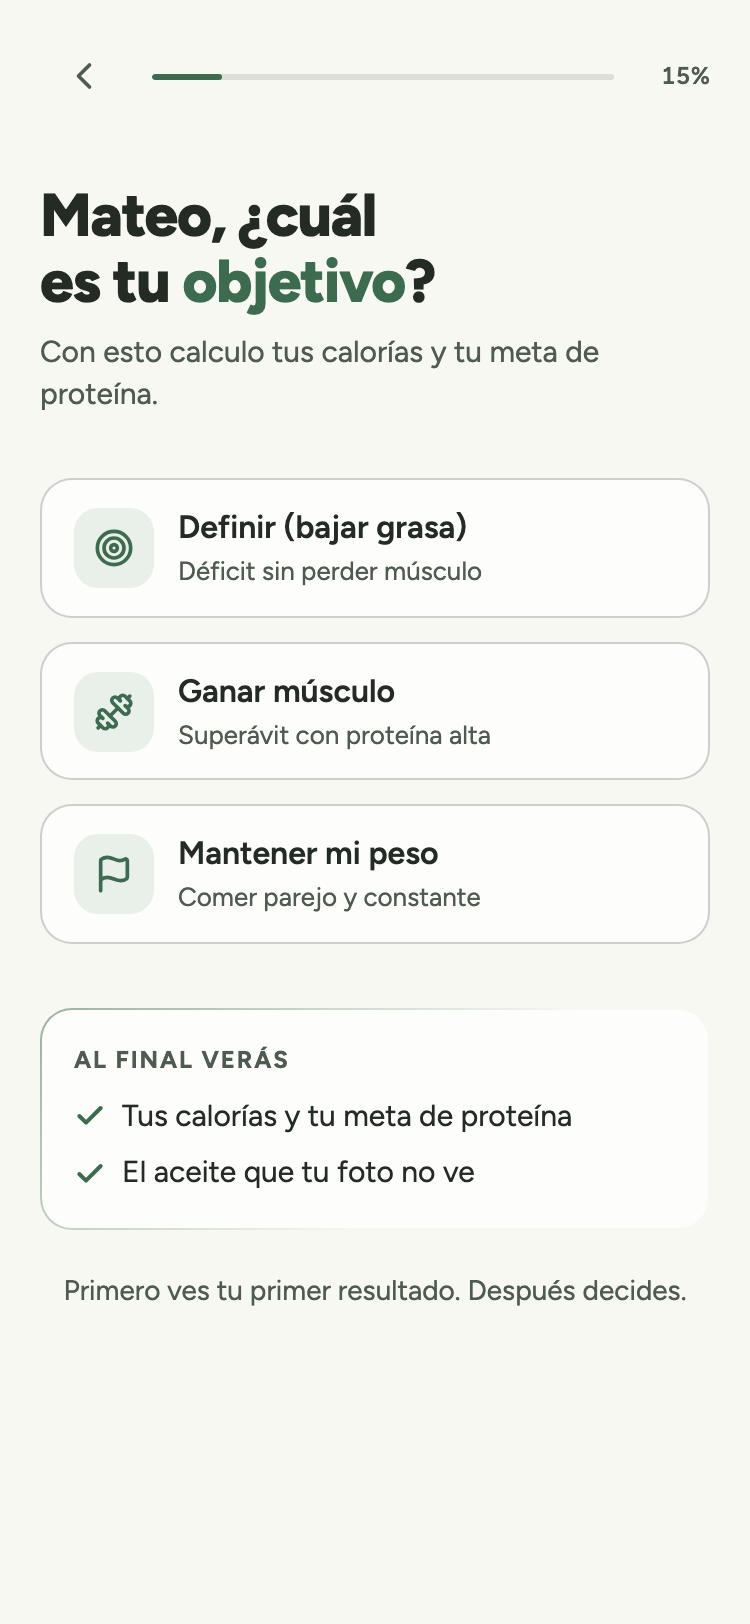 15%
Mateo, ¿cuál
es tu objetivo?
Con esto calculo tus calorías y tu meta de
proteína.
Definir (bajar grasa)
Déficit sin perder músculo
Ganar músculo
Superávit con proteína alta
Mantener mi peso
Comer parejo y constante
AL FINAL VERÁS
Tus calorías y tu meta de proteína
El aceite que tu foto no ve
Primero ves tu primer resultado. Después decides.